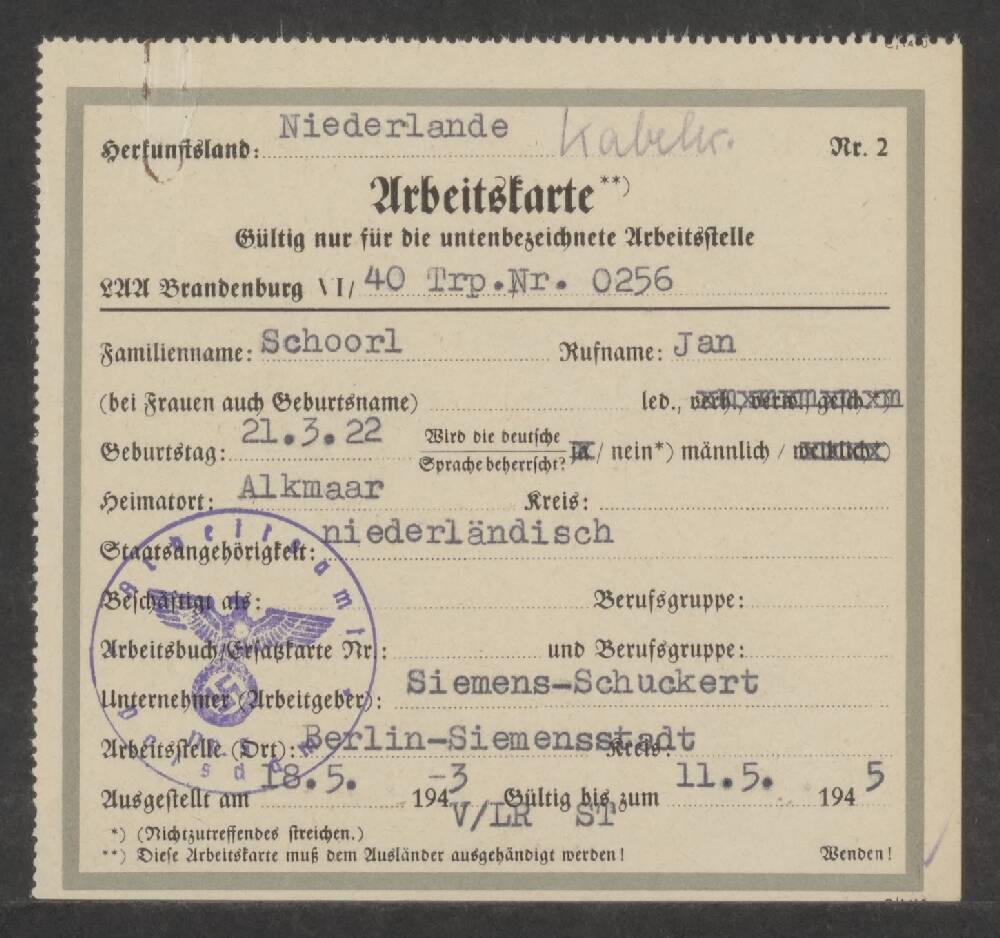 Herkunftsland: Niederlande Kabelw. Nr. 2
Arbeitskarte**)
Gültig nur für die untenbezeichnete Arbeitsstelle
LAA Brandenburg VI/ 40 Trp.Nr. 0256
Familienname: Schoorl Rufname: Jan
(bei Frauen auch Geburtsname) led., verh., verw., gesch.*)
Geburtstag: 21.3.22 Wird die deutsche Sprache beherrscht? ja / nein*) männlich / weiblich*)
Heimatort: Alkmaar Kreis:
Staatsangehörigkeit: niederländisch
Beschäftigt als: Berufsgruppe:
Arbeitsbuch/Ersatzkarte Nr.: und Berufsgruppe:
Unternehmer (Arbeitgeber): Siemens-Schuckert
Arbeitsstelle (Ort): Berlin-Siemensstadt Kreis:
Ausgestellt am 18.5. 194-3 Gültig bis zum 11.5. 1945
V/LR ST
*) (Nichtzutreffendes streichen.)
**) Diese Arbeitskarte muß dem Ausländer ausgehändigt werden! Wenden!
Arbeitsamt Potsdam